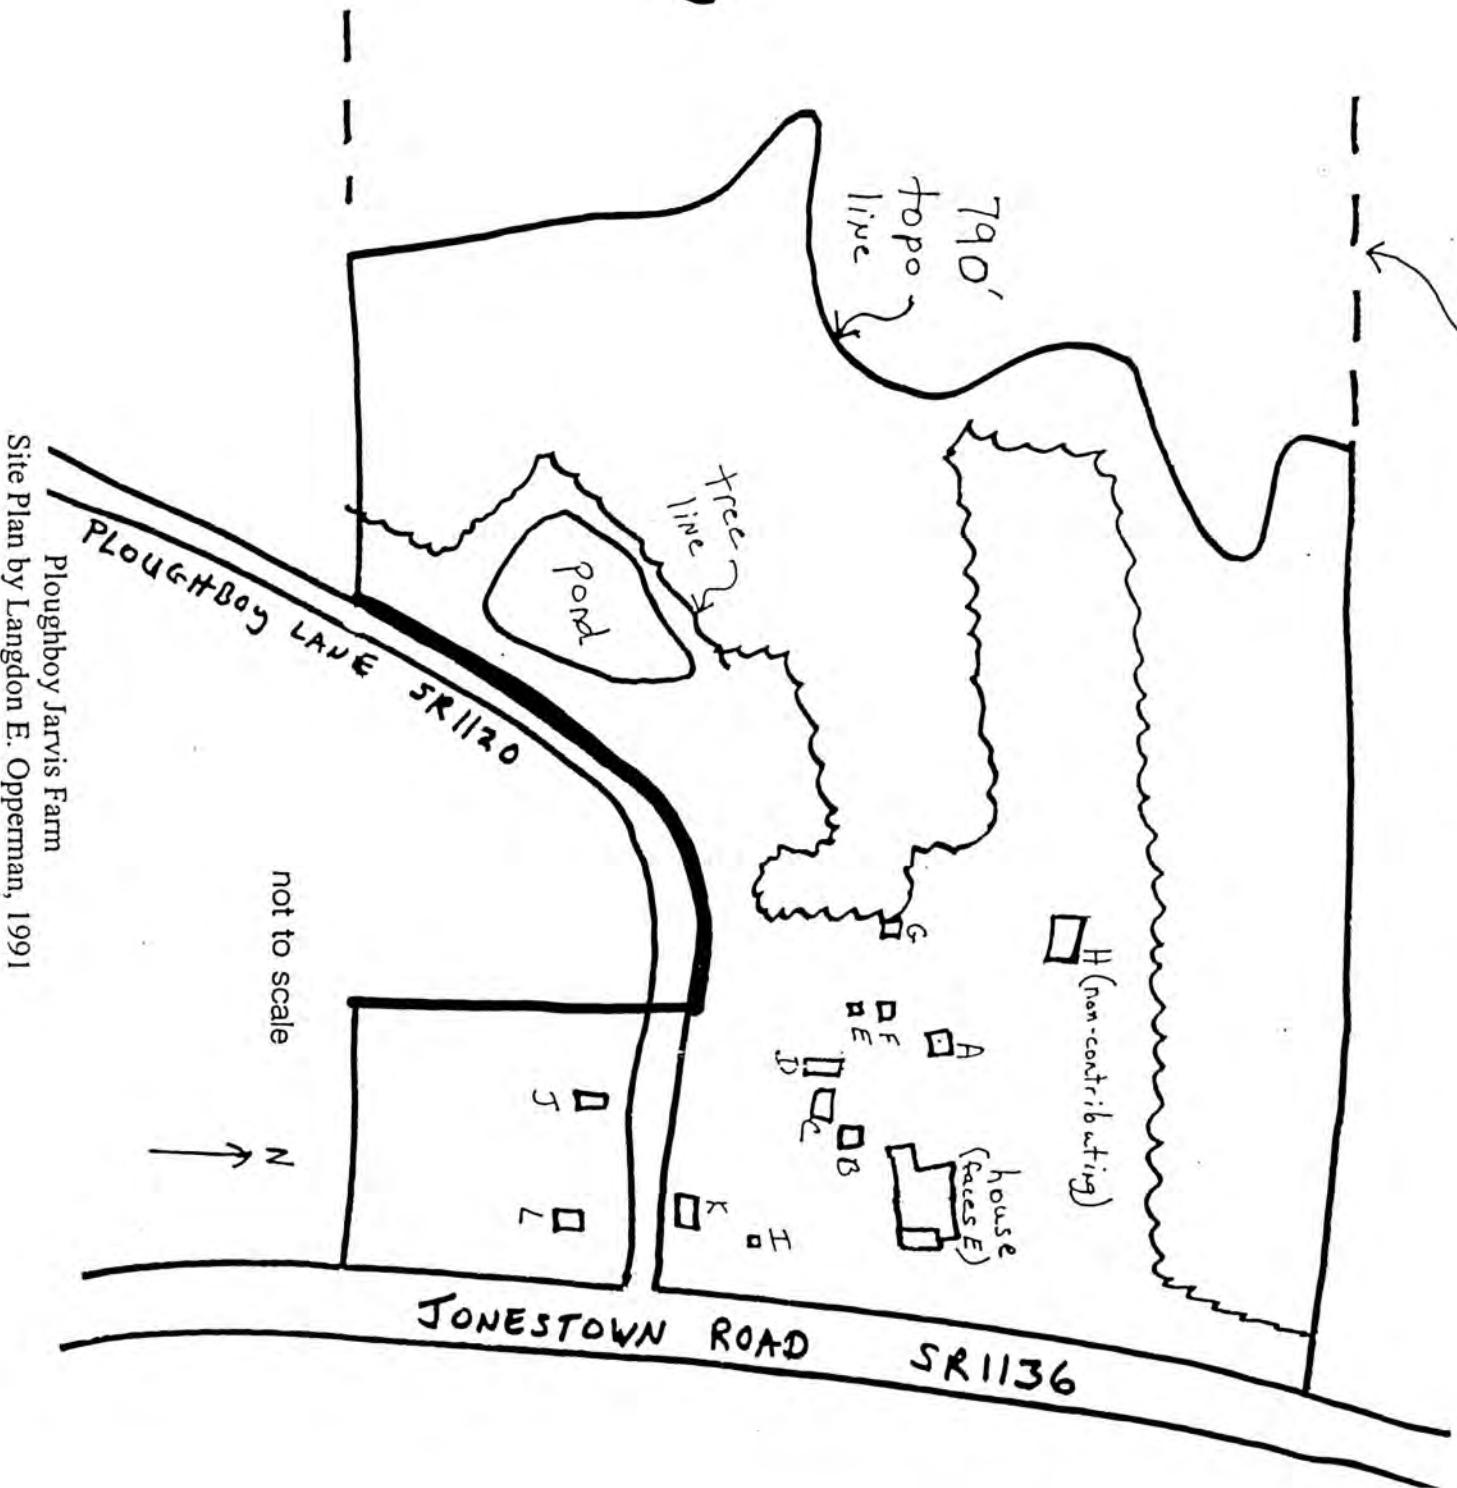 790'
topo
line
tree
line
Pond
PLOUGHBOY LANE SR1120
G
H (non-contributing)
A
F
E
D
C
B
house
(faces E)
I
K
J
L
N
not to scale
JONESTOWN ROAD SR1136
Ploughboy Jarvis Farm
Site Plan by Langdon E. Opperman, 1991